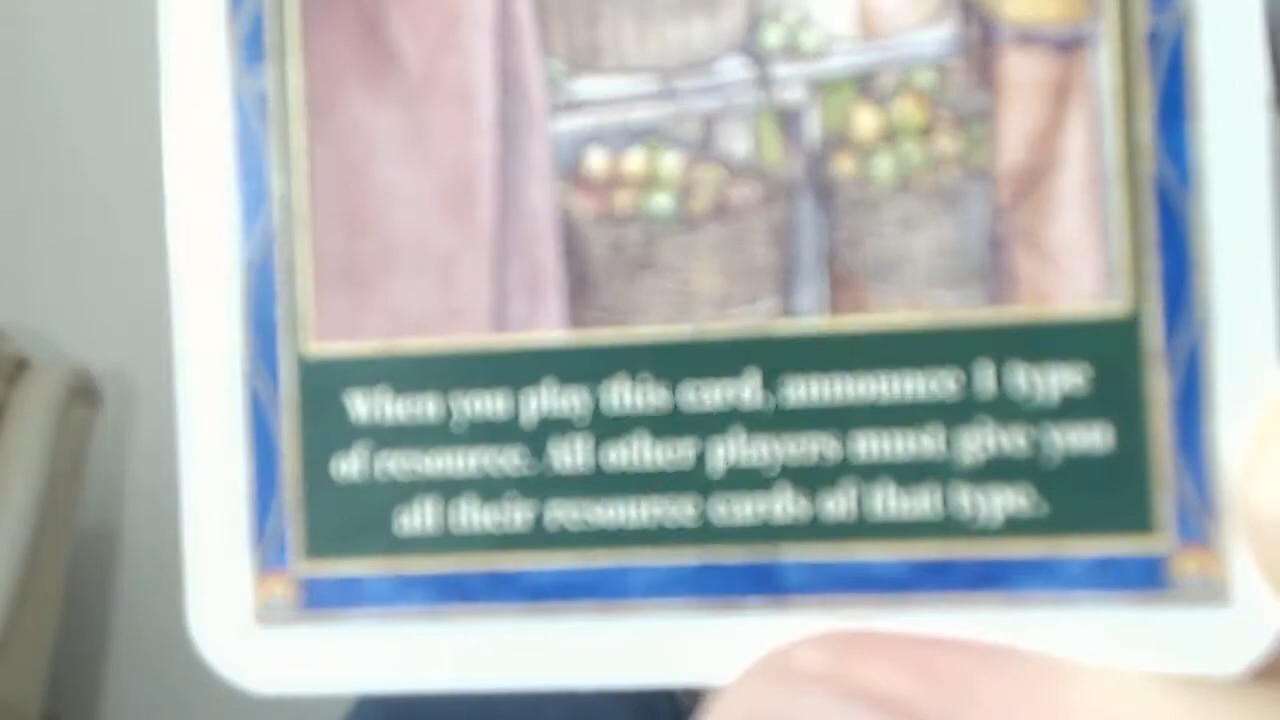 When you play this card, announce 1 type
of resource. All other players must give you
all their resource cards of that type.